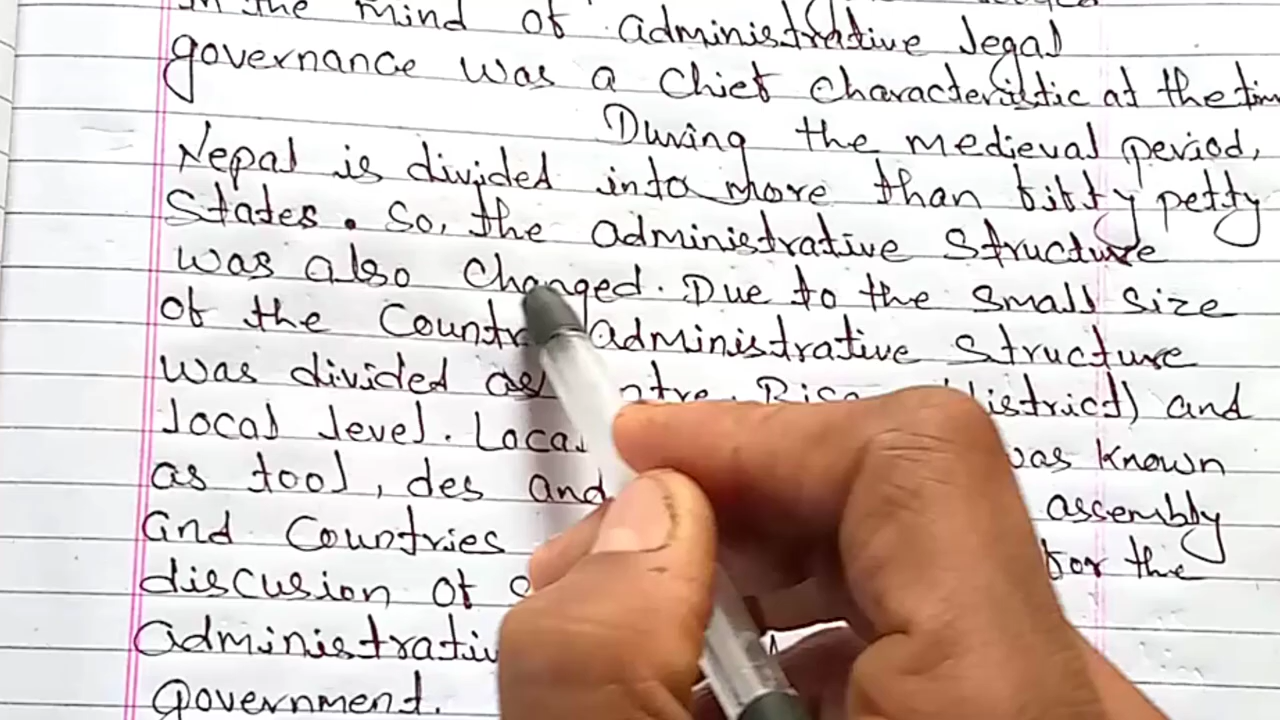 in the mind of administrative legal
governance was a chief characteristic at the
During the medieval period,
Nepal is divided into more than fifty petty
states. So, the administrative structure
was also changed. Due to the small size
of the administrative structure
was divided as and
local level. was known
as tool, des and assembly
and countries for the
discusion of
government.